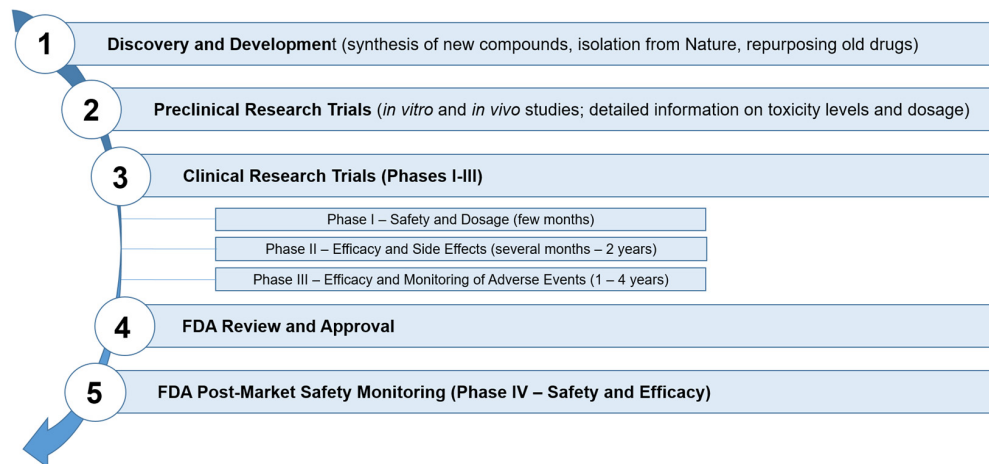 1
Discovery and Development (synthesis of new compounds, isolation from Nature, repurposing old drugs)
2
Preclinical Research Trials (in vitro and in vivo studies; detailed information on toxicity levels and dosage)
3
Clinical Research Trials (Phases I-III)
Phase I – Safety and Dosage (few months)
Phase II – Efficacy and Side Effects (several months – 2 years)
Phase III – Efficacy and Monitoring of Adverse Events (1 – 4 years)
4
FDA Review and Approval
5
FDA Post-Market Safety Monitoring (Phase IV – Safety and Efficacy)